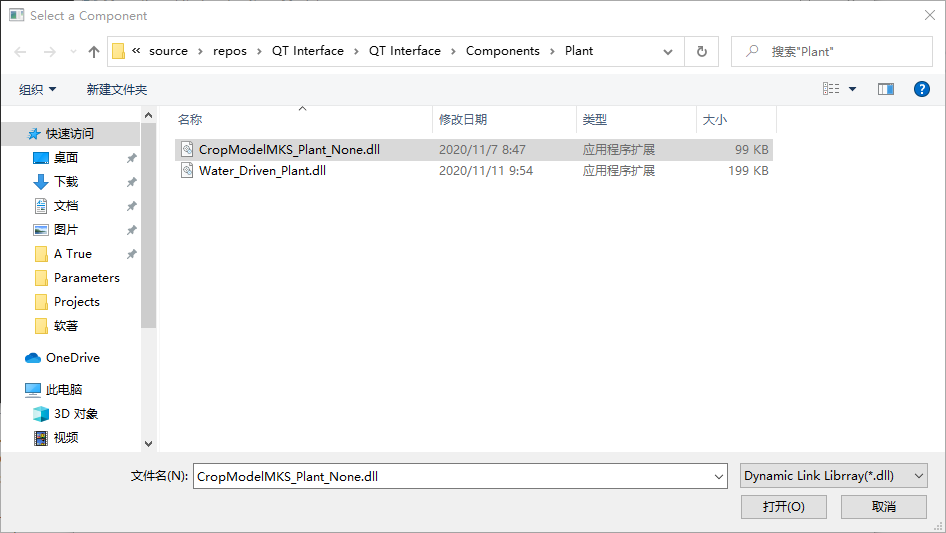 Select a Component
« source › repos › QT Interface › QT Interface › Components › Plant
搜索"Plant"
组织
新建文件夹
名称 修改日期 类型 大小
快速访问
桌面
下载
文档
图片
A True
Parameters
Projects
软著
OneDrive
此电脑
3D 对象
视频
CropModelMKS_Plant_None.dll 2020/11/7 8:47 应用程序扩展 99 KB
Water_Driven_Plant.dll 2020/11/11 9:54 应用程序扩展 199 KB
文件名(N): CropModelMKS_Plant_None.dll
Dynamic Link Librray(*.dll)
打开(O) 取消